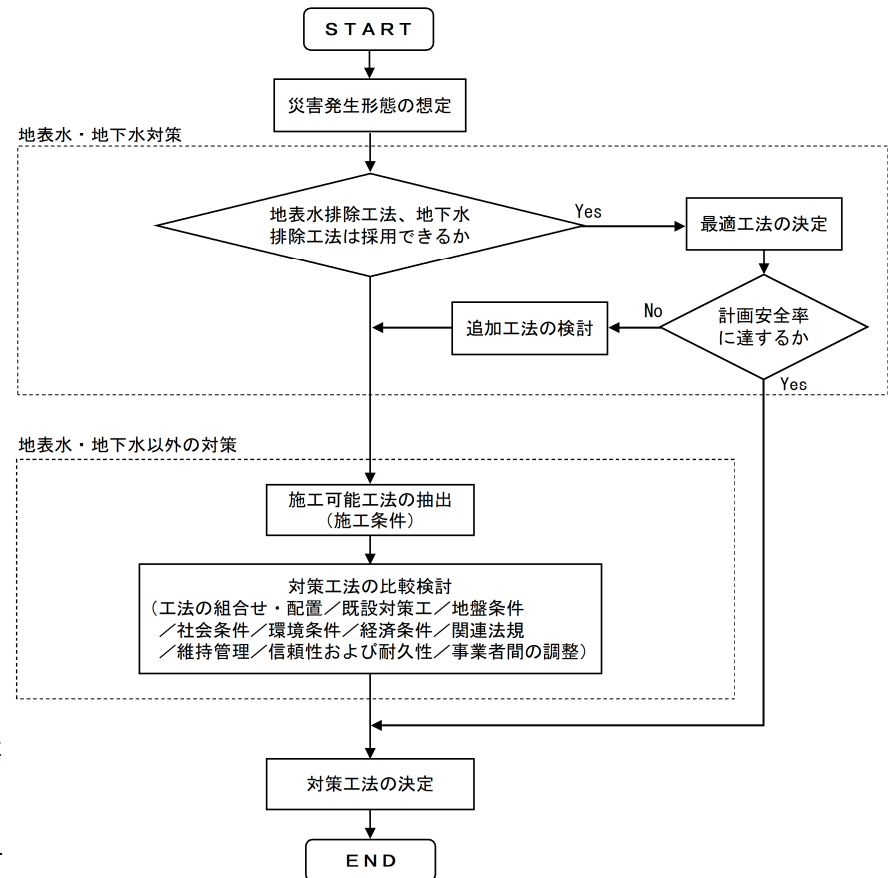 START
災害発生形態の想定
地表水・地下水対策
地表水排除工法、地下水
排除工法は採用できるか
Yes
最適工法の決定
計画安全率
に達するか
No
追加工法の検討
Yes
地表水・地下水以外の対策
施工可能工法の抽出
(施工条件)
対策工法の比較検討
(工法の組合せ・配置/既設対策工/地盤条件
/社会条件/環境条件/経済条件/関連法規
/維持管理/信頼性および耐久性/事業者間の調整)
対策工法の決定
END